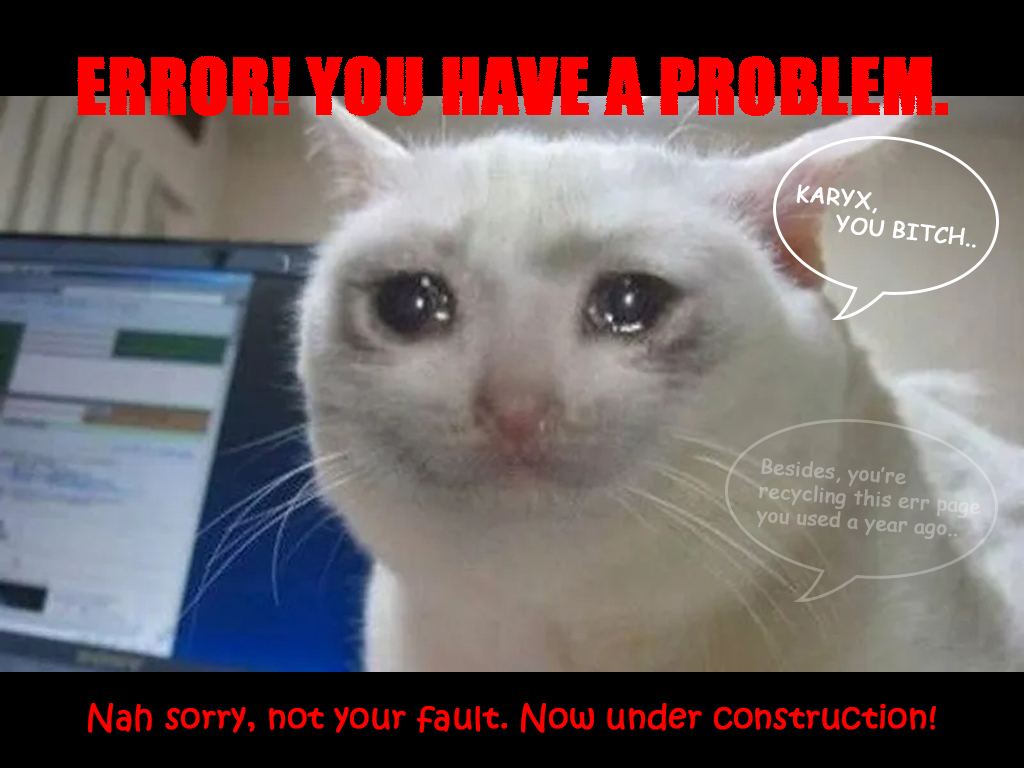 ERROR! YOU HAVE A PROBLEM.
KARYX,
YOU BITCH..
Besides, you're
recycling this err page
you used a year ago..
Nah sorry, not your fault. Now under construction!